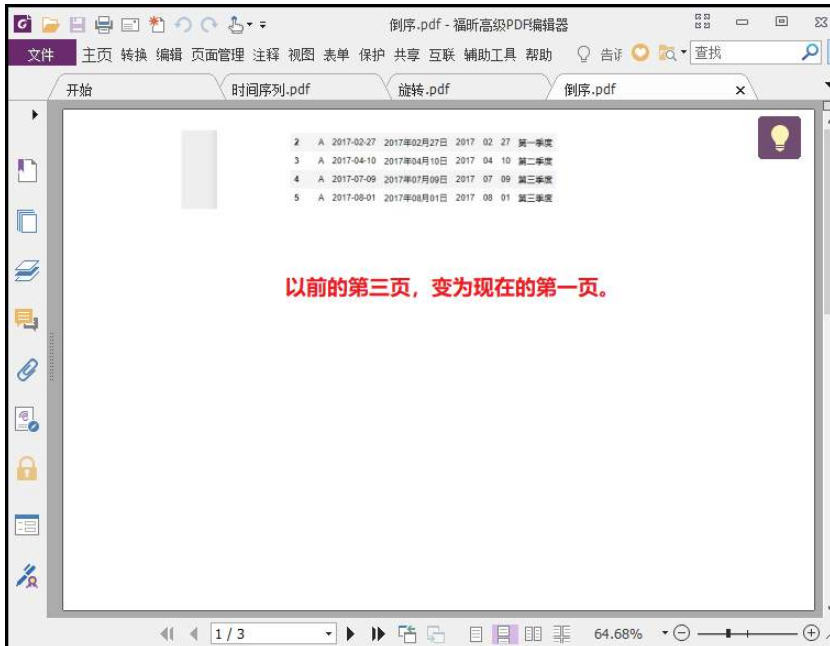 倒序.pdf - 福昕高级PDF编辑器
文件 主页 转换 编辑 页面管理 注释 视图 表单 保护 共享 互联 辅助工具 帮助 告诉 查找
开始 时间序列.pdf 旋转.pdf 倒序.pdf
2 A 2017-02-27 2017年02月27日 2017 02 27 第一季度
3 A 2017-04-10 2017年04月10日 2017 04 10 第二季度
4 A 2017-07-09 2017年07月09日 2017 07 09 第三季度
5 A 2017-08-01 2017年08月01日 2017 08 01 第三季度
以前的第三页，变为现在的第一页。
1 / 3 64.68%